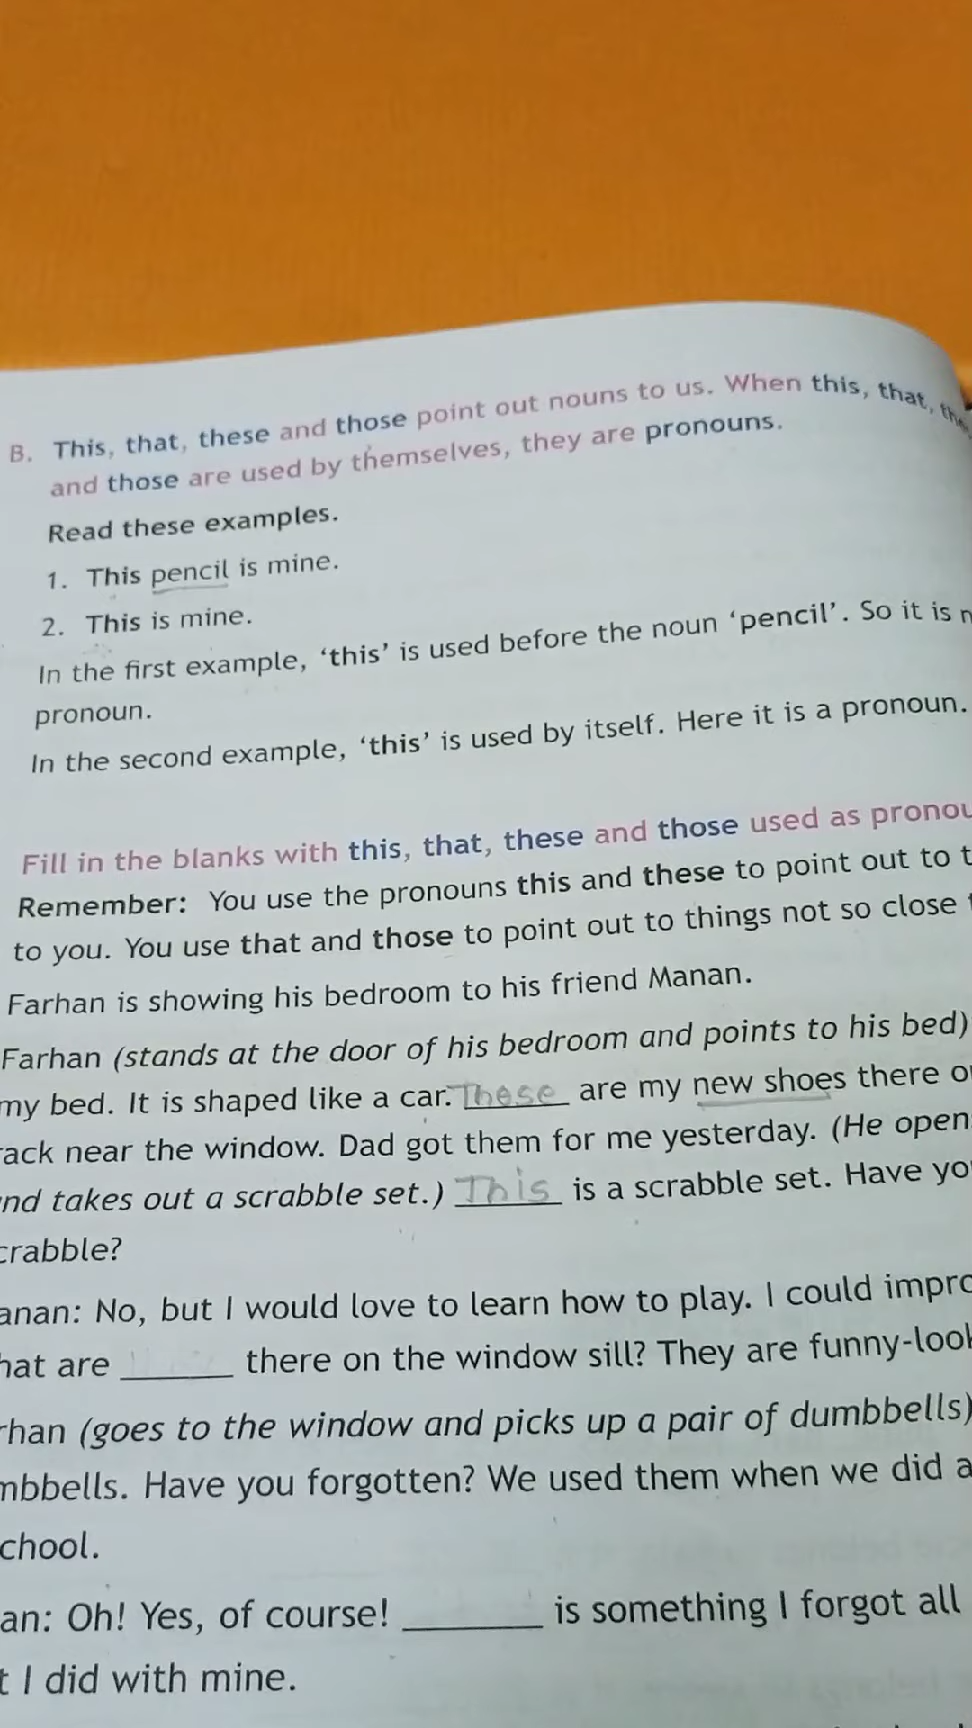 B. This, that, these and those point out nouns to us. When this, that,
and those are used by themselves, they are pronouns.
Read these examples.
1. This pencil is mine.
2. This is mine.
In the first example, ‘this’ is used before the noun ‘pencil’. So it is
pronoun.
In the second example, ‘this’ is used by itself. Here it is a pronoun.
Fill in the blanks with this, that, these and those used as
Remember: You use the pronouns this and these to point out to
to you. You use that and those to point out to things not so close
Farhan is showing his bedroom to his friend Manan.
Farhan (stands at the door of his bedroom and points to his bed)
my bed. It is shaped like a car. These are my new shoes there
ack near the window. Dad got them for me yesterday. (He open
nd takes out a scrabble set.) This is a scrabble set. Have yo
crabble?
anan: No, but I would love to learn how to play. I could impro
hat are ______ there on the window sill? They are funny-look
rhan (goes to the window and picks up a pair of dumbbells)
mbbells. Have you forgotten? We used them when we did a
chool.
an: Oh! Yes, of course! ______ is something I forgot all
t I did with mine.